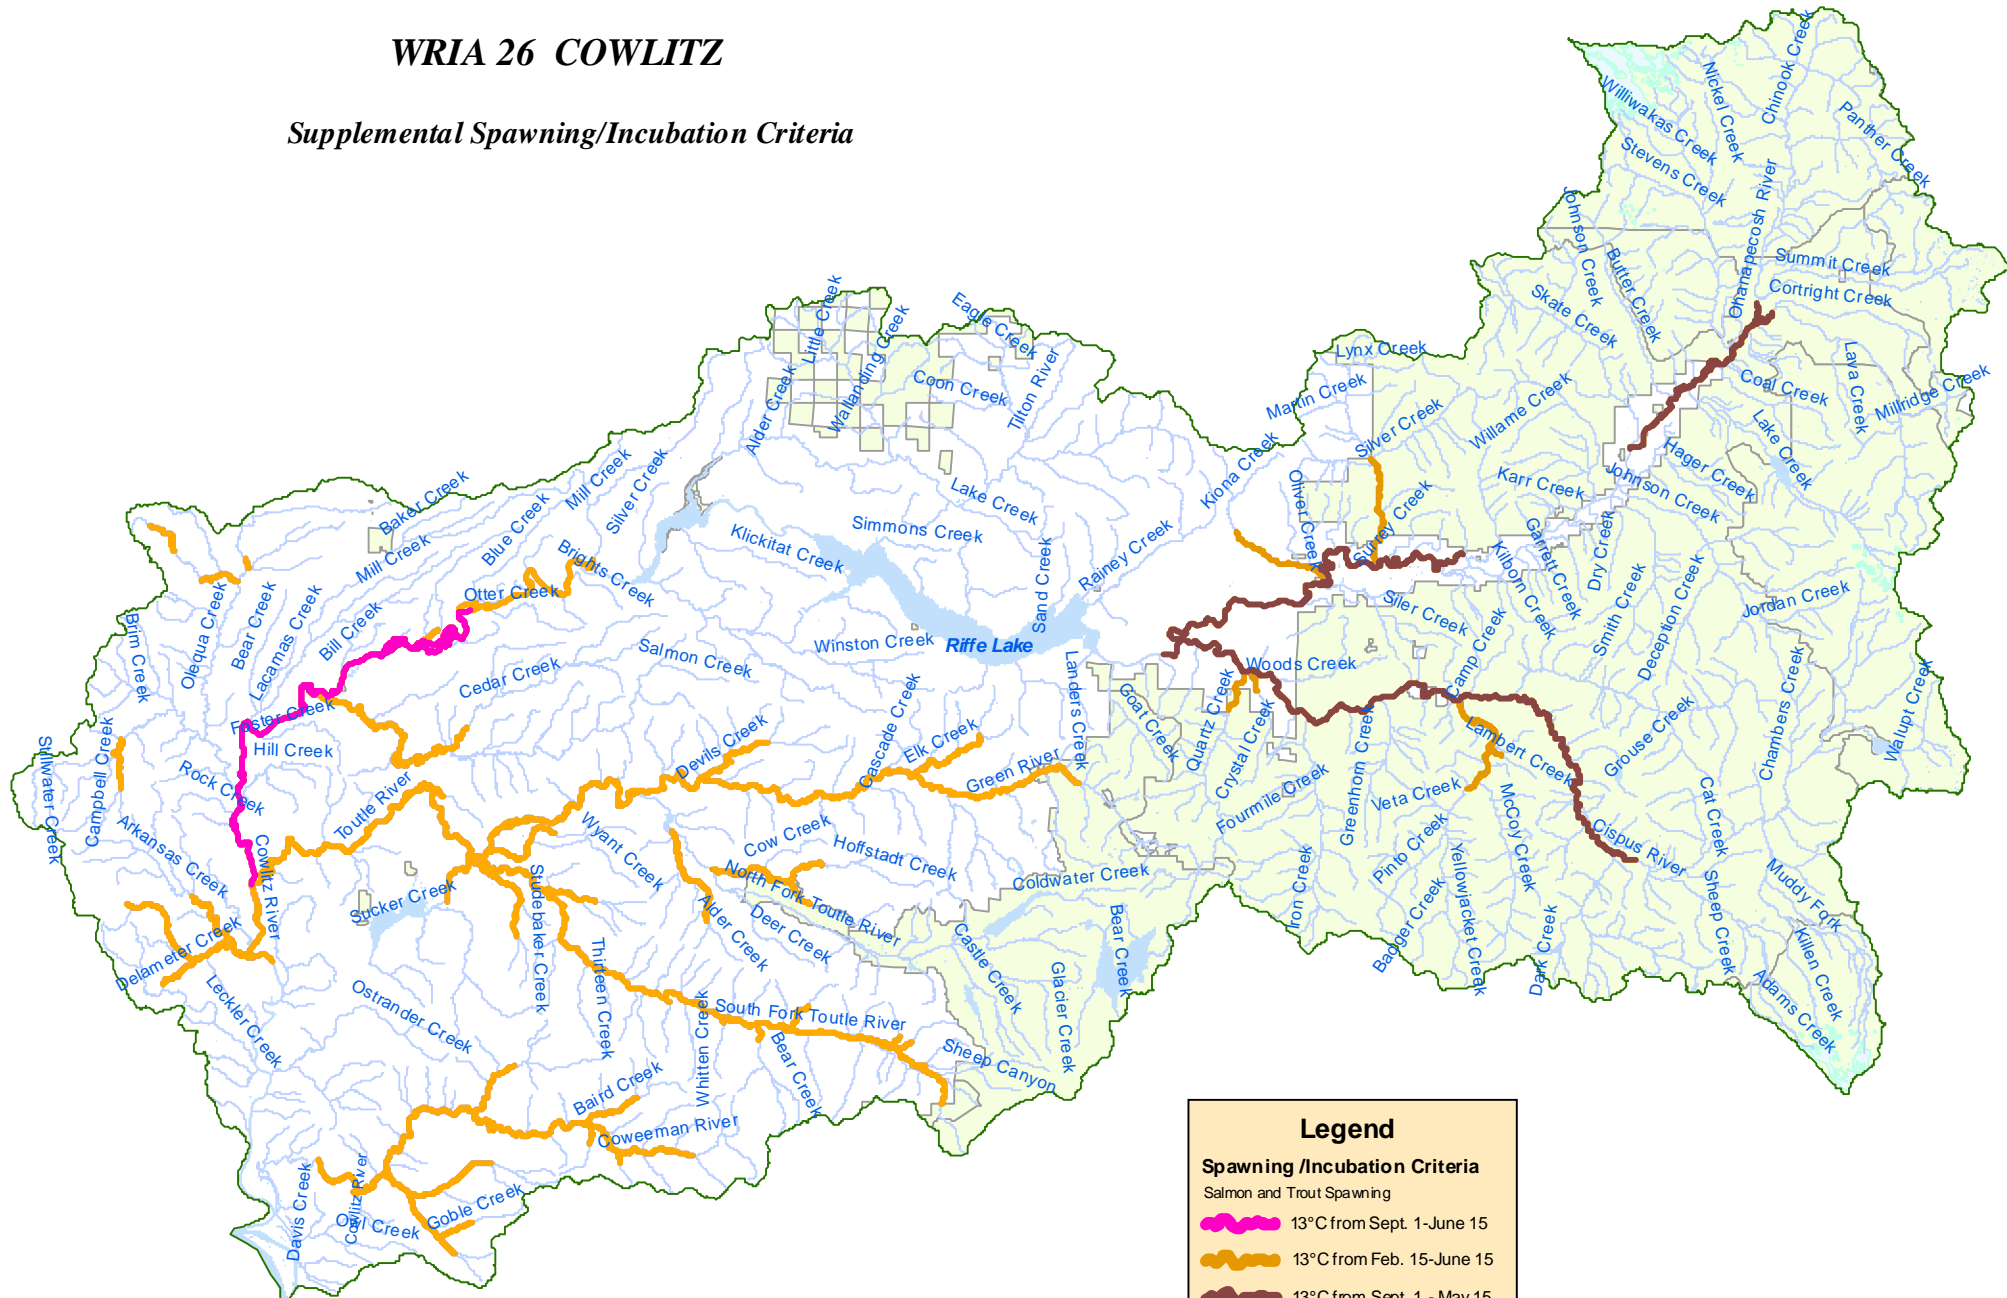 WRIA 26 COWLITZ
Supplemental Spawning/Incubation Criteria
Chinook Creek
Nickel Creek
Williwakas Creek
Panther Creek
Stevens Creek
Johnson Creek
Ohanapecosh River
Butter Creek
Summit Creek
Cortright Creek
Skate Creek
Little Creek
Wallanding Creek
Eagle Creek
Coon Creek
Tilton River
Alder Creek
Lynx Creek
Martin Creek
Silver Creek
Willame Creek
Coal Creek
Lava Creek
Millridge Creek
Lake Creek
Hager Creek
Johnson Creek
Karr Creek
Kiona Creek
Oliver Creek
Surrey Creek
Garrett Creek
Dry Creek
Kilborn Creek
Smith Creek
Deception Creek
Jordan Creek
Baker Creek
Mill Creek
Silver Creek
Blue Creek
Mill Creek
Lake Creek
Simmons Creek
Klickitat Creek
Sand Creek
Rainey Creek
Brights Creek
Otter Creek
Bill Creek
Lacamas Creek
Bear Creek
Olequa Creek
Brim Creek
Siler Creek
Camp Creek
Woods Creek
Winston Creek
Riffe Lake
Salmon Creek
Cedar Creek
Landers Creek
Goat Creek
Quartz Creek
Crystal Creek
Greenhorn Creek
Fourmile Creek
Lambert Creek
Grouse Creek
Chambers Creek
Walupt Creek
Foster Creek
Hill Creek
Rock Creek
Campbell Creek
Stillwater Creek
Arkansas Creek
Toutle River
Devils Creek
Cascade Creek
Elk Creek
Green River
Veta Creek
McCoy Creek
Pinto Creek
Yellowjacket Creek
Badger Creek
Iron Creek
Dark Creek
Cispus River
Cat Creek
Sheep Creek
Muddy Fork
Killen Creek
Adams Creek
Wyant Creek
Cow Creek
Hoffstadt Creek
North Fork Toutle River
Coldwater Creek
Deer Creek
Alder Creek
Castle Creek
Glacier Creek
Bear Creek
Cowlitz River
Sucker Creek
Studebaker Creek
Delameter Creek
Leckler Creek
Ostrander Creek
Thirteen Creek
Whitten Creek
South Fork Toutle River
Bear Creek
Sheep Canyon
Baird Creek
Coweeman River
Davis Creek
Cowlitz River
Owl Creek
Goble Creek
Legend
Spawning /Incubation Criteria
Salmon and Trout Spawning
13°C from Sept. 1-June 15
13°C from Feb. 15-June 15
13°C from Sept. 1 - May 15